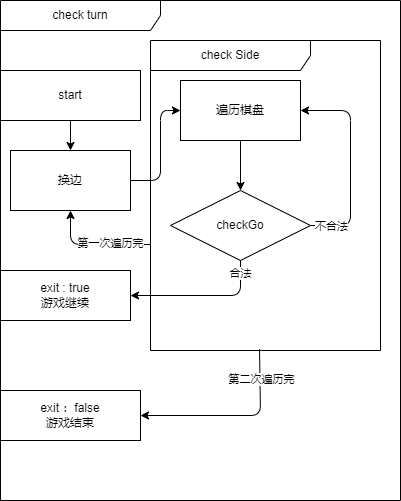 check turn
check Side
start
遍历棋盘
换边
checkGo
不合法
第一次遍历完
合法
exit : true
游戏继续
第二次遍历完
exit： false
游戏结束